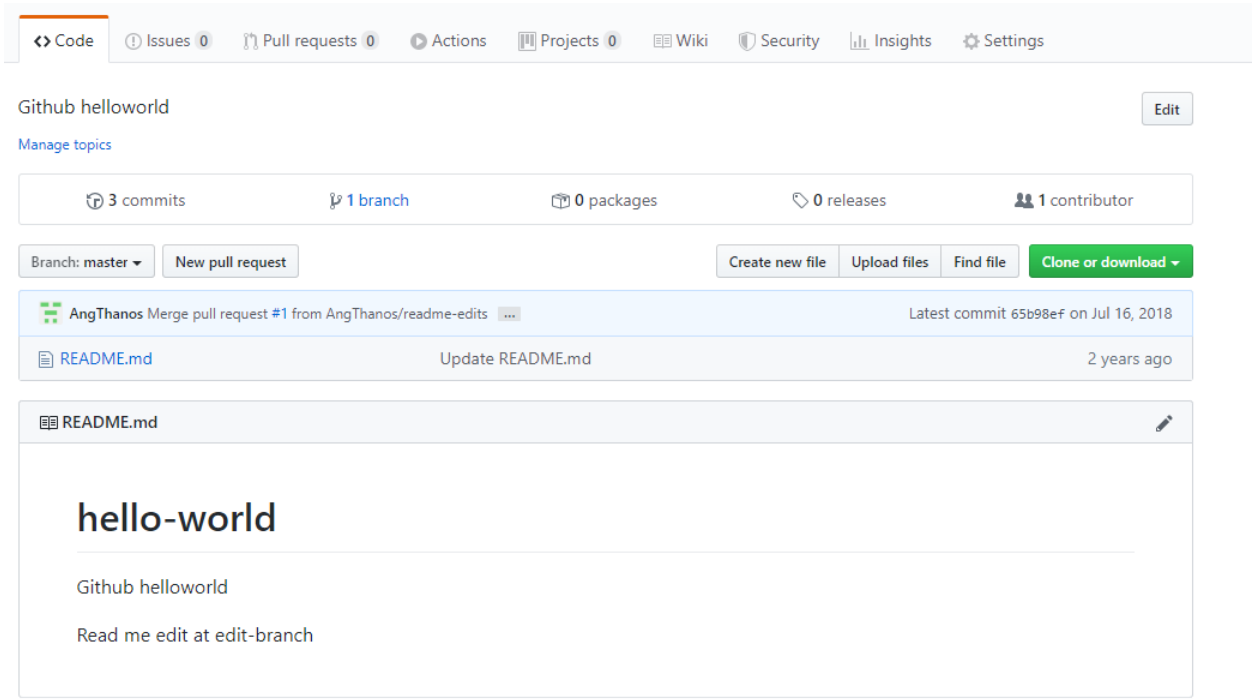 Code Issues 0 Pull requests 0 Actions Projects 0 Wiki Security Insights Settings
Github helloworld Edit
Manage topics
3 commits 1 branch 0 packages 0 releases 1 contributor
Branch: master New pull request Create new file Upload files Find file Clone or download
AngThanos Merge pull request #1 from AngThanos/readme-edits ... Latest commit 65b98ef on Jul 16, 2018
README.md Update README.md 2 years ago
README.md
hello-world
Github helloworld
Read me edit at edit-branch